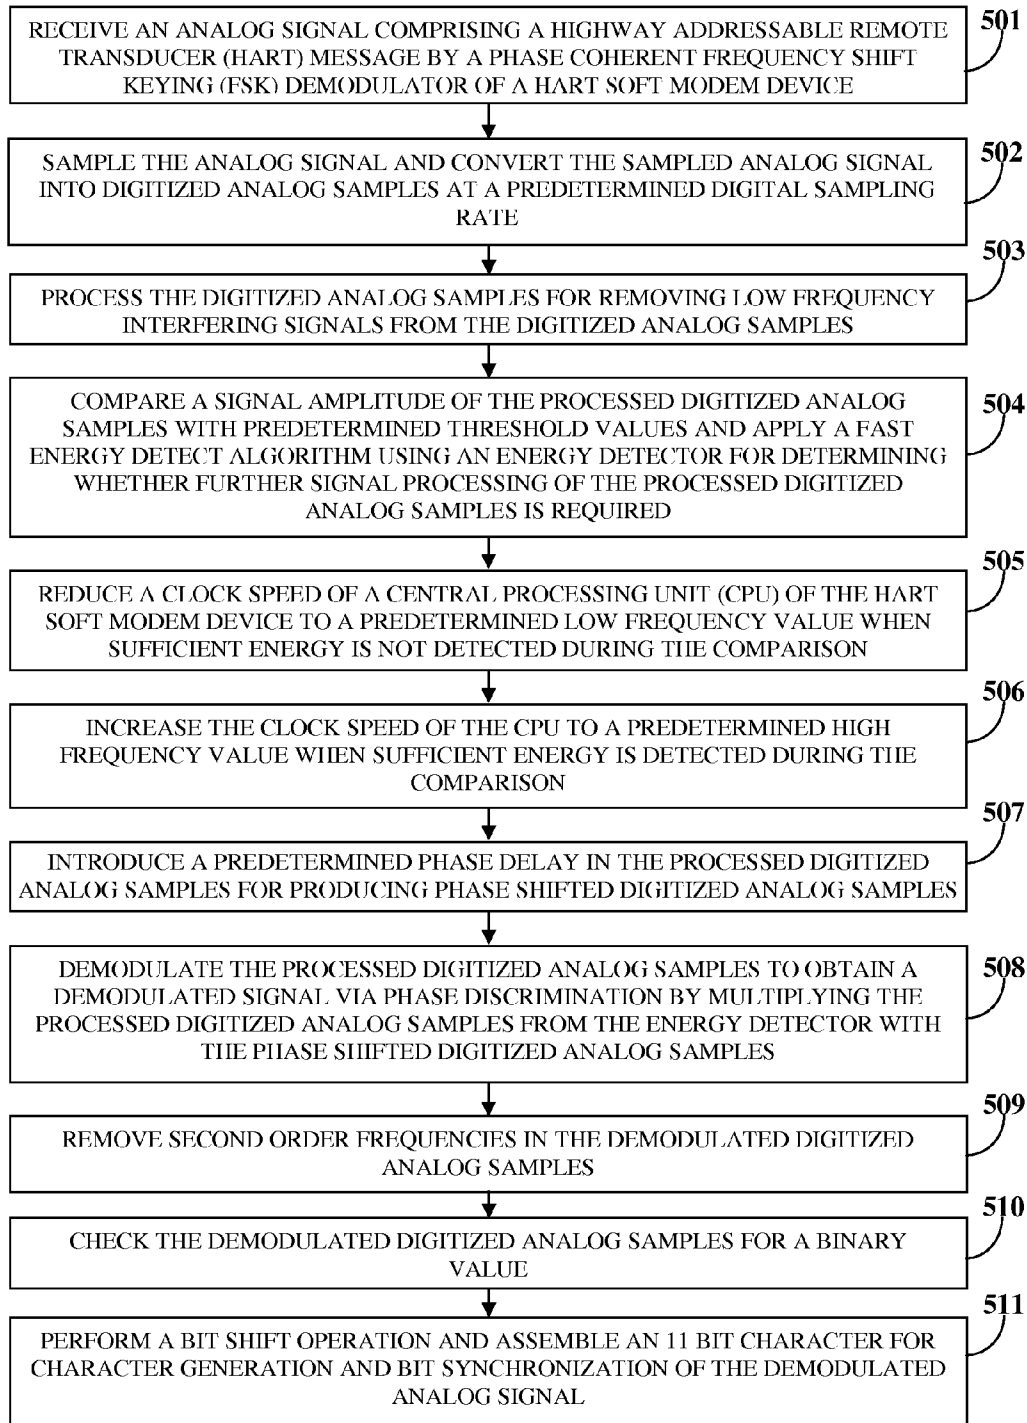 501
RECEIVE AN ANALOG SIGNAL COMPRISING A HIGHWAY ADDRESSABLE REMOTE
TRANSDUCER (HART) MESSAGE BY A PHASE COHERENT FREQUENCY SHIFT
KEYING (FSK) DEMODULATOR OF A HART SOFT MODEM DEVICE
502
SAMPLE THE ANALOG SIGNAL AND CONVERT THE SAMPLED ANALOG SIGNAL
INTO DIGITIZED ANALOG SAMPLES AT A PREDETERMINED DIGITAL SAMPLING
RATE
503
PROCESS THE DIGITIZED ANALOG SAMPLES FOR REMOVING LOW FREQUENCY
INTERFERING SIGNALS FROM THE DIGITIZED ANALOG SAMPLES
504
COMPARE A SIGNAL AMPLITUDE OF THE PROCESSED DIGITIZED ANALOG
SAMPLES WITH PREDETERMINED THRESHOLD VALUES AND APPLY A FAST
ENERGY DETECT ALGORITHM USING AN ENERGY DETECTOR FOR DETERMINING
WHETHER FURTHER SIGNAL PROCESSING OF THE PROCESSED DIGITIZED
ANALOG SAMPLES IS REQUIRED
505
REDUCE A CLOCK SPEED OF A CENTRAL PROCESSING UNIT (CPU) OF THE HART
SOFT MODEM DEVICE TO A PREDETERMINED LOW FREQUENCY VALUE WHEN
SUFFICIENT ENERGY IS NOT DETECTED DURING THE COMPARISON
506
INCREASE THE CLOCK SPEED OF THE CPU TO A PREDETERMINED HIGH
FREQUENCY VALUE WHEN SUFFICIENT ENERGY IS DETECTED DURING THE
COMPARISON
507
INTRODUCE A PREDETERMINED PHASE DELAY IN THE PROCESSED DIGITIZED
ANALOG SAMPLES FOR PRODUCING PHASE SHIFTED DIGITIZED ANALOG SAMPLES
508
DEMODULATE THE PROCESSED DIGITIZED ANALOG SAMPLES TO OBTAIN A
DEMODULATED SIGNAL VIA PHASE DISCRIMINATION BY MULTIPLYING THE
PROCESSED DIGITIZED ANALOG SAMPLES FROM THE ENERGY DETECTOR WITH
THE PHASE SHIFTED DIGITIZED ANALOG SAMPLES
509
REMOVE SECOND ORDER FREQUENCIES IN THE DEMODULATED DIGITIZED
ANALOG SAMPLES
510
CHECK THE DEMODULATED DIGITIZED ANALOG SAMPLES FOR A BINARY
VALUE
511
PERFORM A BIT SHIFT OPERATION AND ASSEMBLE AN 11 BIT CHARACTER FOR
CHARACTER GENERATION AND BIT SYNCHRONIZATION OF THE DEMODULATED
ANALOG SIGNAL